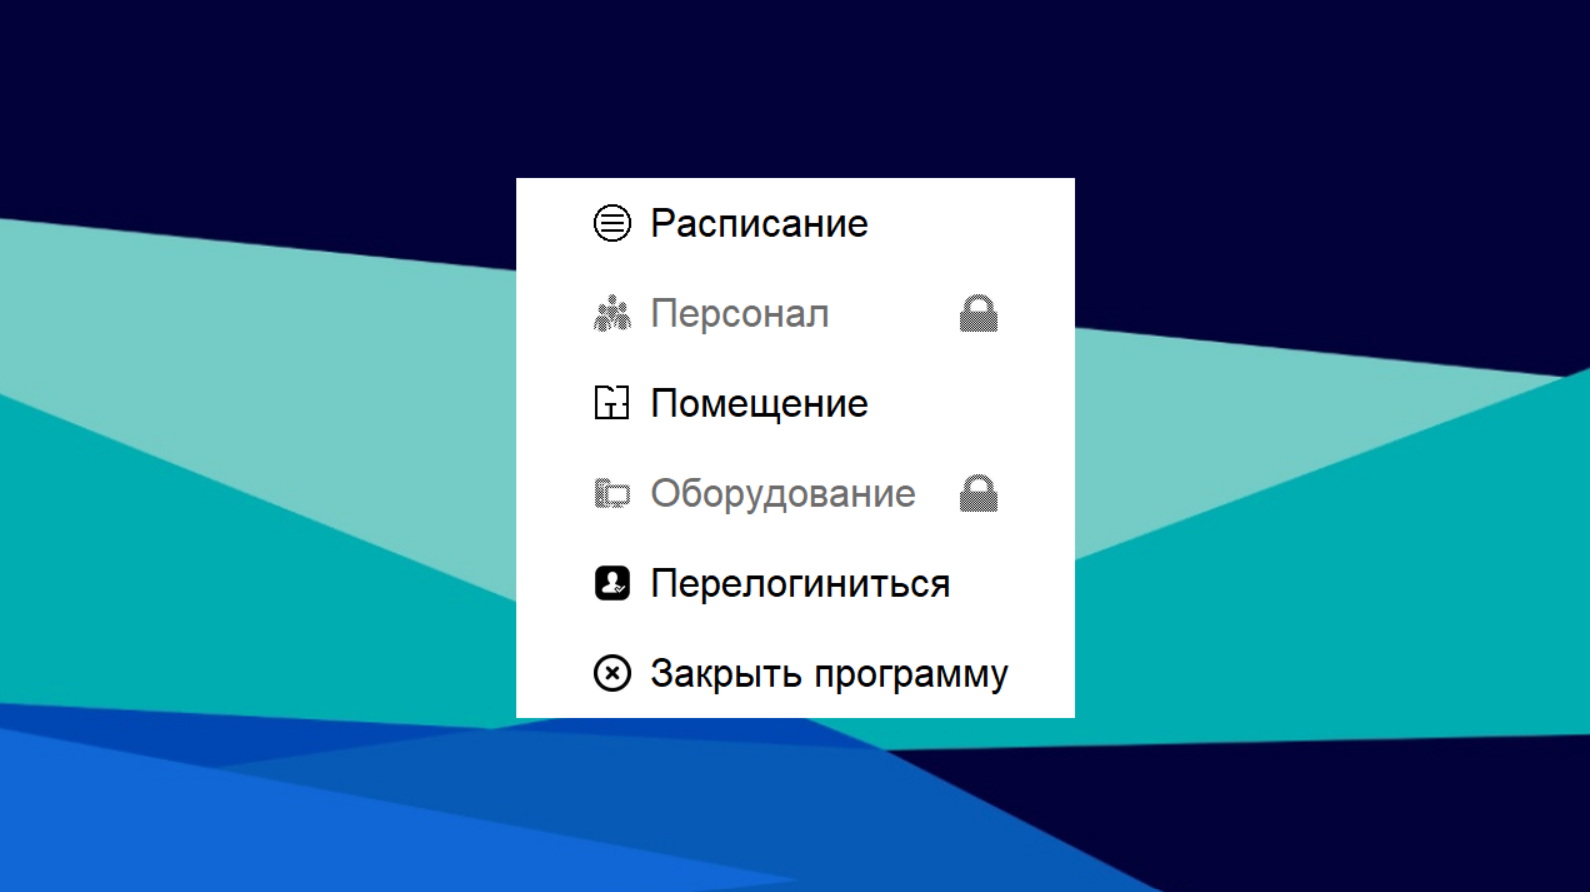 Расписание
Персонал
Помещение
Оборудование
Перелогиниться
Закрыть программу